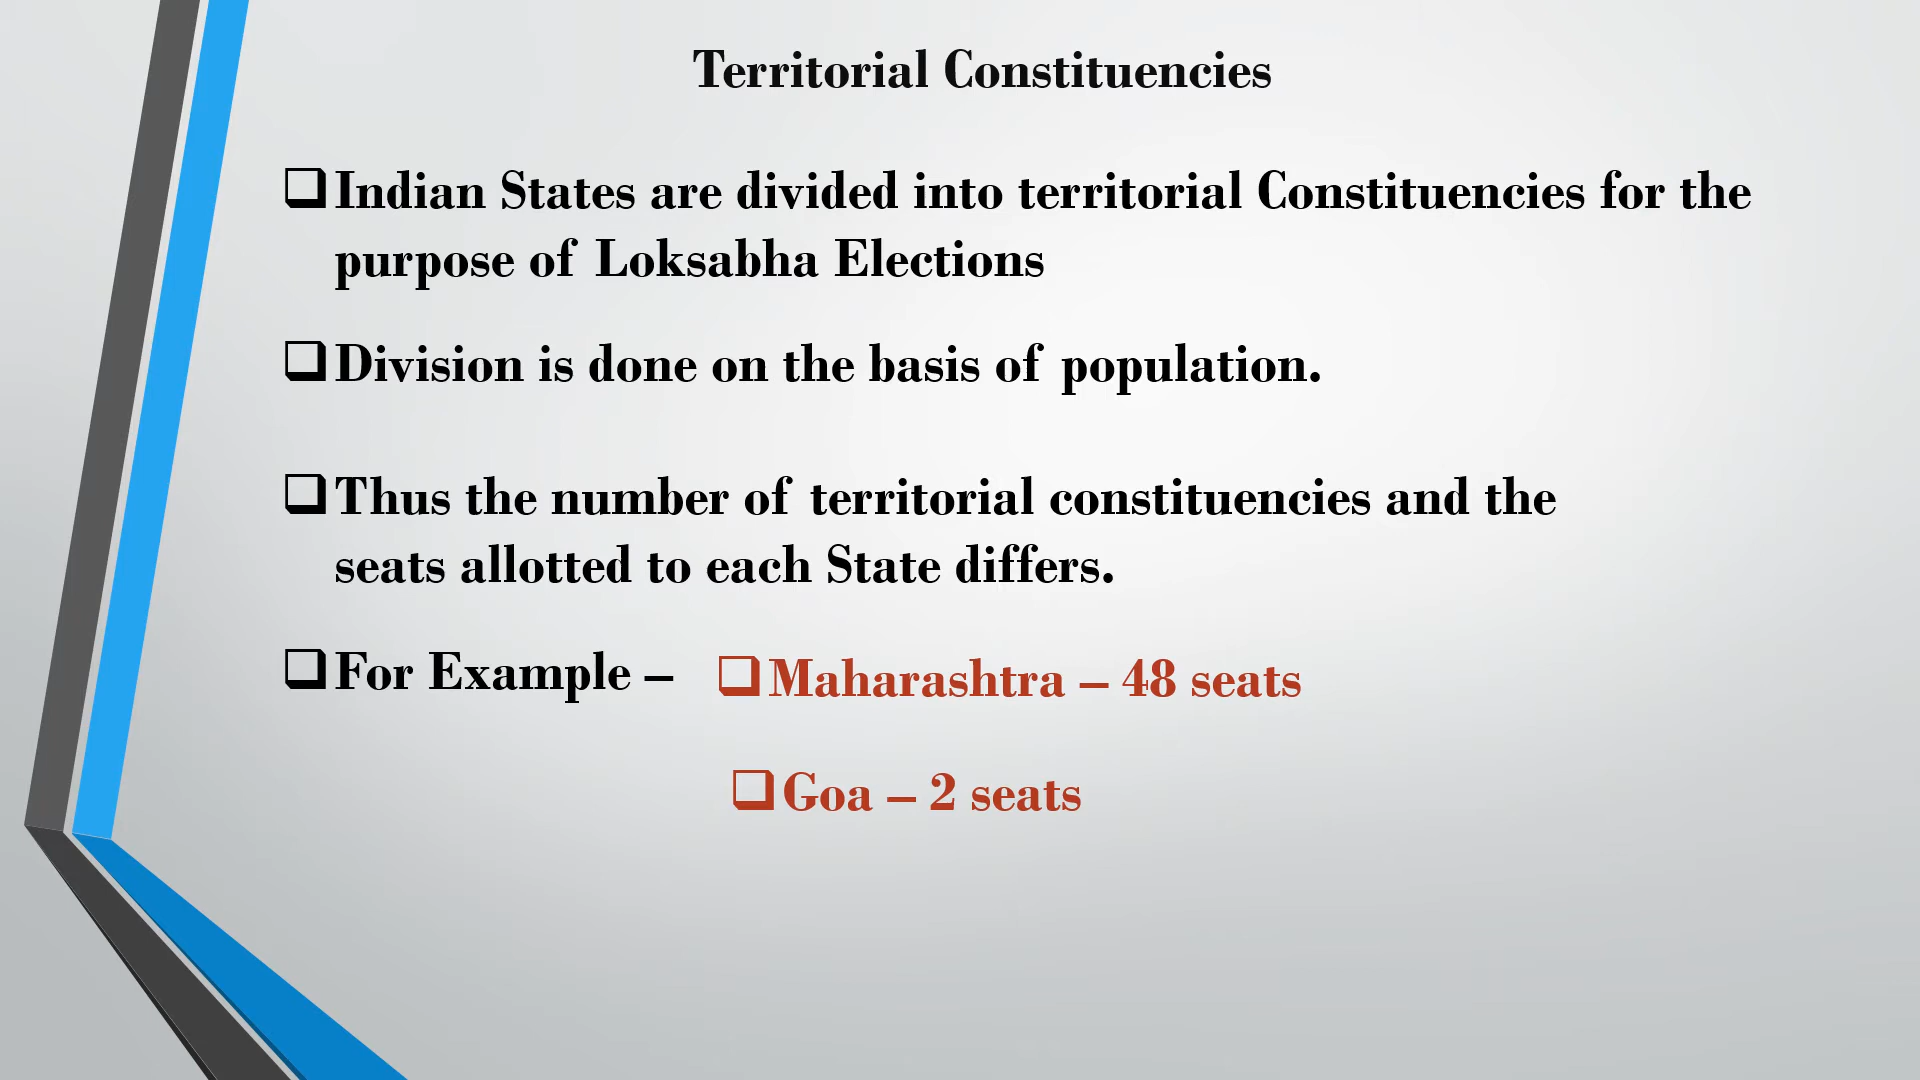 Territorial Constituencies
❑Indian States are divided into territorial Constituencies for the
purpose of Loksabha Elections
❑Division is done on the basis of population.
❑Thus the number of territorial constituencies and the
seats allotted to each State differs.
❑For Example – ❑Maharashtra – 48 seats
❑Goa – 2 seats